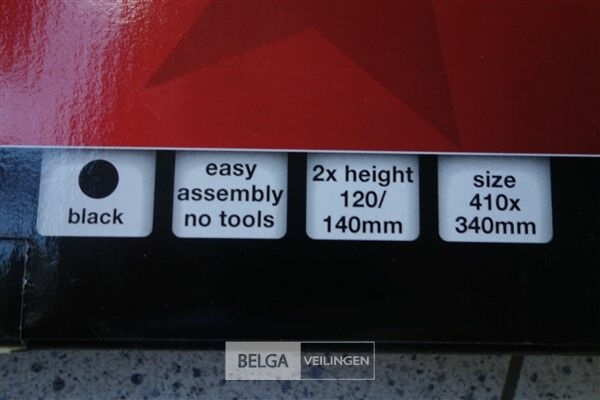 black
easy
assembly
no tools
2x height
120/
140mm
size
410x
340mm
BELGA VEILINGEN